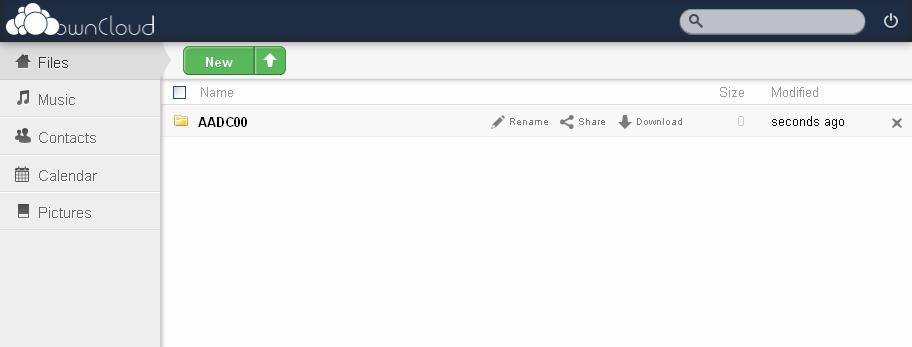 ownCloud
Files
New
Name Size Modified
AADC00 Rename Share Download 0 seconds ago
Music
Contacts
Calendar
Pictures